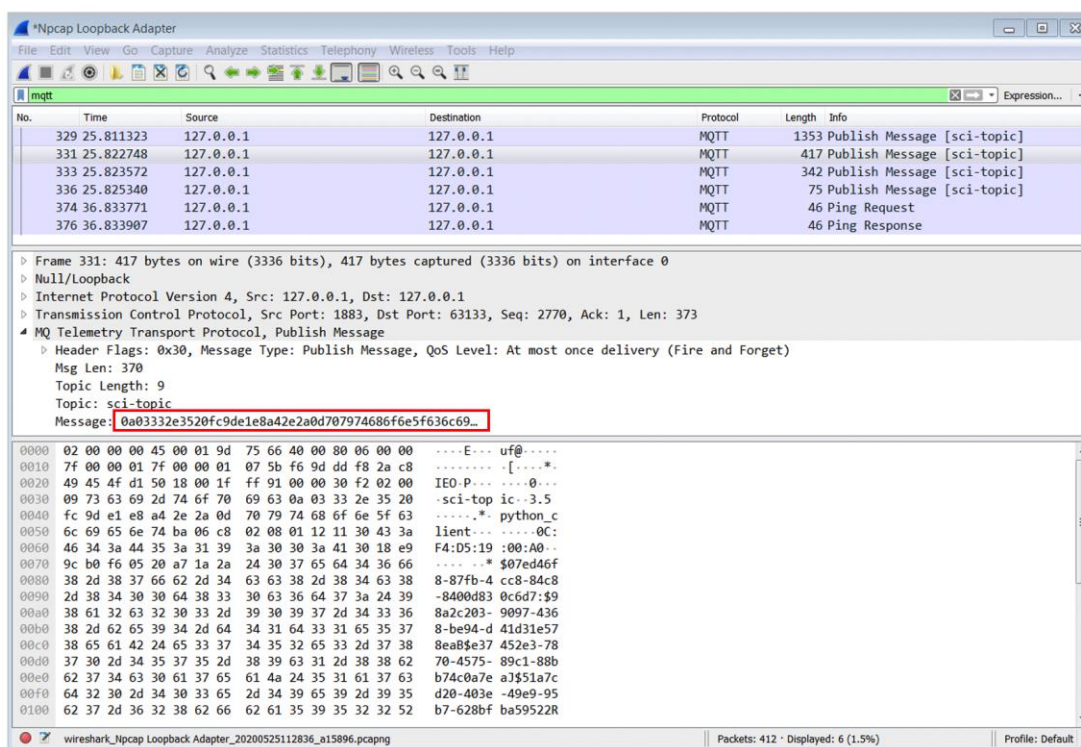 *Npcap Loopback Adapter
File Edit View Go Capture Analyze Statistics Telephony Wireless Tools Help
mqtt Expression...
No. Time Source Destination Protocol Length Info
329 25.811323 127.0.0.1 127.0.0.1 MQTT 1353 Publish Message [sci-topic]
331 25.822748 127.0.0.1 127.0.0.1 MQTT 417 Publish Message [sci-topic]
333 25.823572 127.0.0.1 127.0.0.1 MQTT 342 Publish Message [sci-topic]
336 25.825340 127.0.0.1 127.0.0.1 MQTT 75 Publish Message [sci-topic]
374 36.833771 127.0.0.1 127.0.0.1 MQTT 46 Ping Request
376 36.833907 127.0.0.1 127.0.0.1 MQTT 46 Ping Response
Frame 331: 417 bytes on wire (3336 bits), 417 bytes captured (3336 bits) on interface 0
Null/Loopback
Internet Protocol Version 4, Src: 127.0.0.1, Dst: 127.0.0.1
Transmission Control Protocol, Src Port: 1883, Dst Port: 63133, Seq: 2770, Ack: 1, Len: 373
MQ Telemetry Transport Protocol, Publish Message
Header Flags: 0x30, Message Type: Publish Message, QoS Level: At most once delivery (Fire and Forget)
Msg Len: 370
Topic Length: 9
Topic: sci-topic
Message: 0a03332e3520fc9de1e8a42e2a0d707974686f6e5f636c69…
0000 02 00 00 00 45 00 01 9d 75 66 40 00 80 06 00 00 ····E··· uf@·····
0010 7f 00 00 01 7f 00 00 01 07 5b f6 9d dd f8 2a c8 ········ ·[····*·
0020 49 45 4f d1 50 18 00 1f ff 91 00 00 30 f2 02 00 IEO·P··· ····0···
0030 09 73 63 69 2d 74 6f 70 69 63 0a 03 33 2e 35 20 ·sci-top ic··3.5
0040 fc 9d e1 e8 a4 2e 2a 0d 70 79 74 68 6f 6e 5f 63 ·····.*· python_c
0050 6c 69 65 6e 74 ba 06 c8 02 08 01 12 11 30 43 3a lient··· ·····0C:
0060 46 34 3a 44 35 3a 31 39 3a 30 30 3a 41 30 18 e9 F4:D5:19 :00:A0··
0070 9c b0 f6 05 20 a7 1a 2a 24 30 37 65 64 34 36 66 ···· ··* $07ed46f
0080 38 2d 38 37 66 62 2d 34 63 63 38 2d 38 34 63 38 8-87fb-4 cc8-84c8
0090 2d 38 34 30 30 64 38 33 30 63 36 64 37 3a 24 39 -8400d83 0c6d7:$9
00a0 38 61 32 63 32 30 33 2d 39 30 39 37 2d 34 33 36 8a2c203- 9097-436
00b0 38 2d 62 65 39 34 2d 64 34 31 64 33 31 65 35 37 8-be94-d 41d31e57
00c0 38 65 61 42 24 65 33 37 34 35 32 65 33 2d 37 38 8eaB$e37 452e3-78
00d0 37 30 2d 34 35 37 35 2d 38 39 63 31 2d 38 38 62 70-4575- 89c1-88b
00e0 62 37 34 63 30 61 37 65 61 4a 24 35 31 61 37 63 b74c0a7e aJ$51a7c
00f0 64 32 30 2d 34 30 33 65 2d 34 39 65 39 2d 39 35 d20-403e -49e9-95
0100 62 37 2d 36 32 38 62 66 62 61 35 39 35 32 32 52 b7-628bf ba59522R
wireshark_Npcap Loopback Adapter_20200525112836_a15896.pcapng Packets: 412 · Displayed: 6 (1.5%) Profile: Default